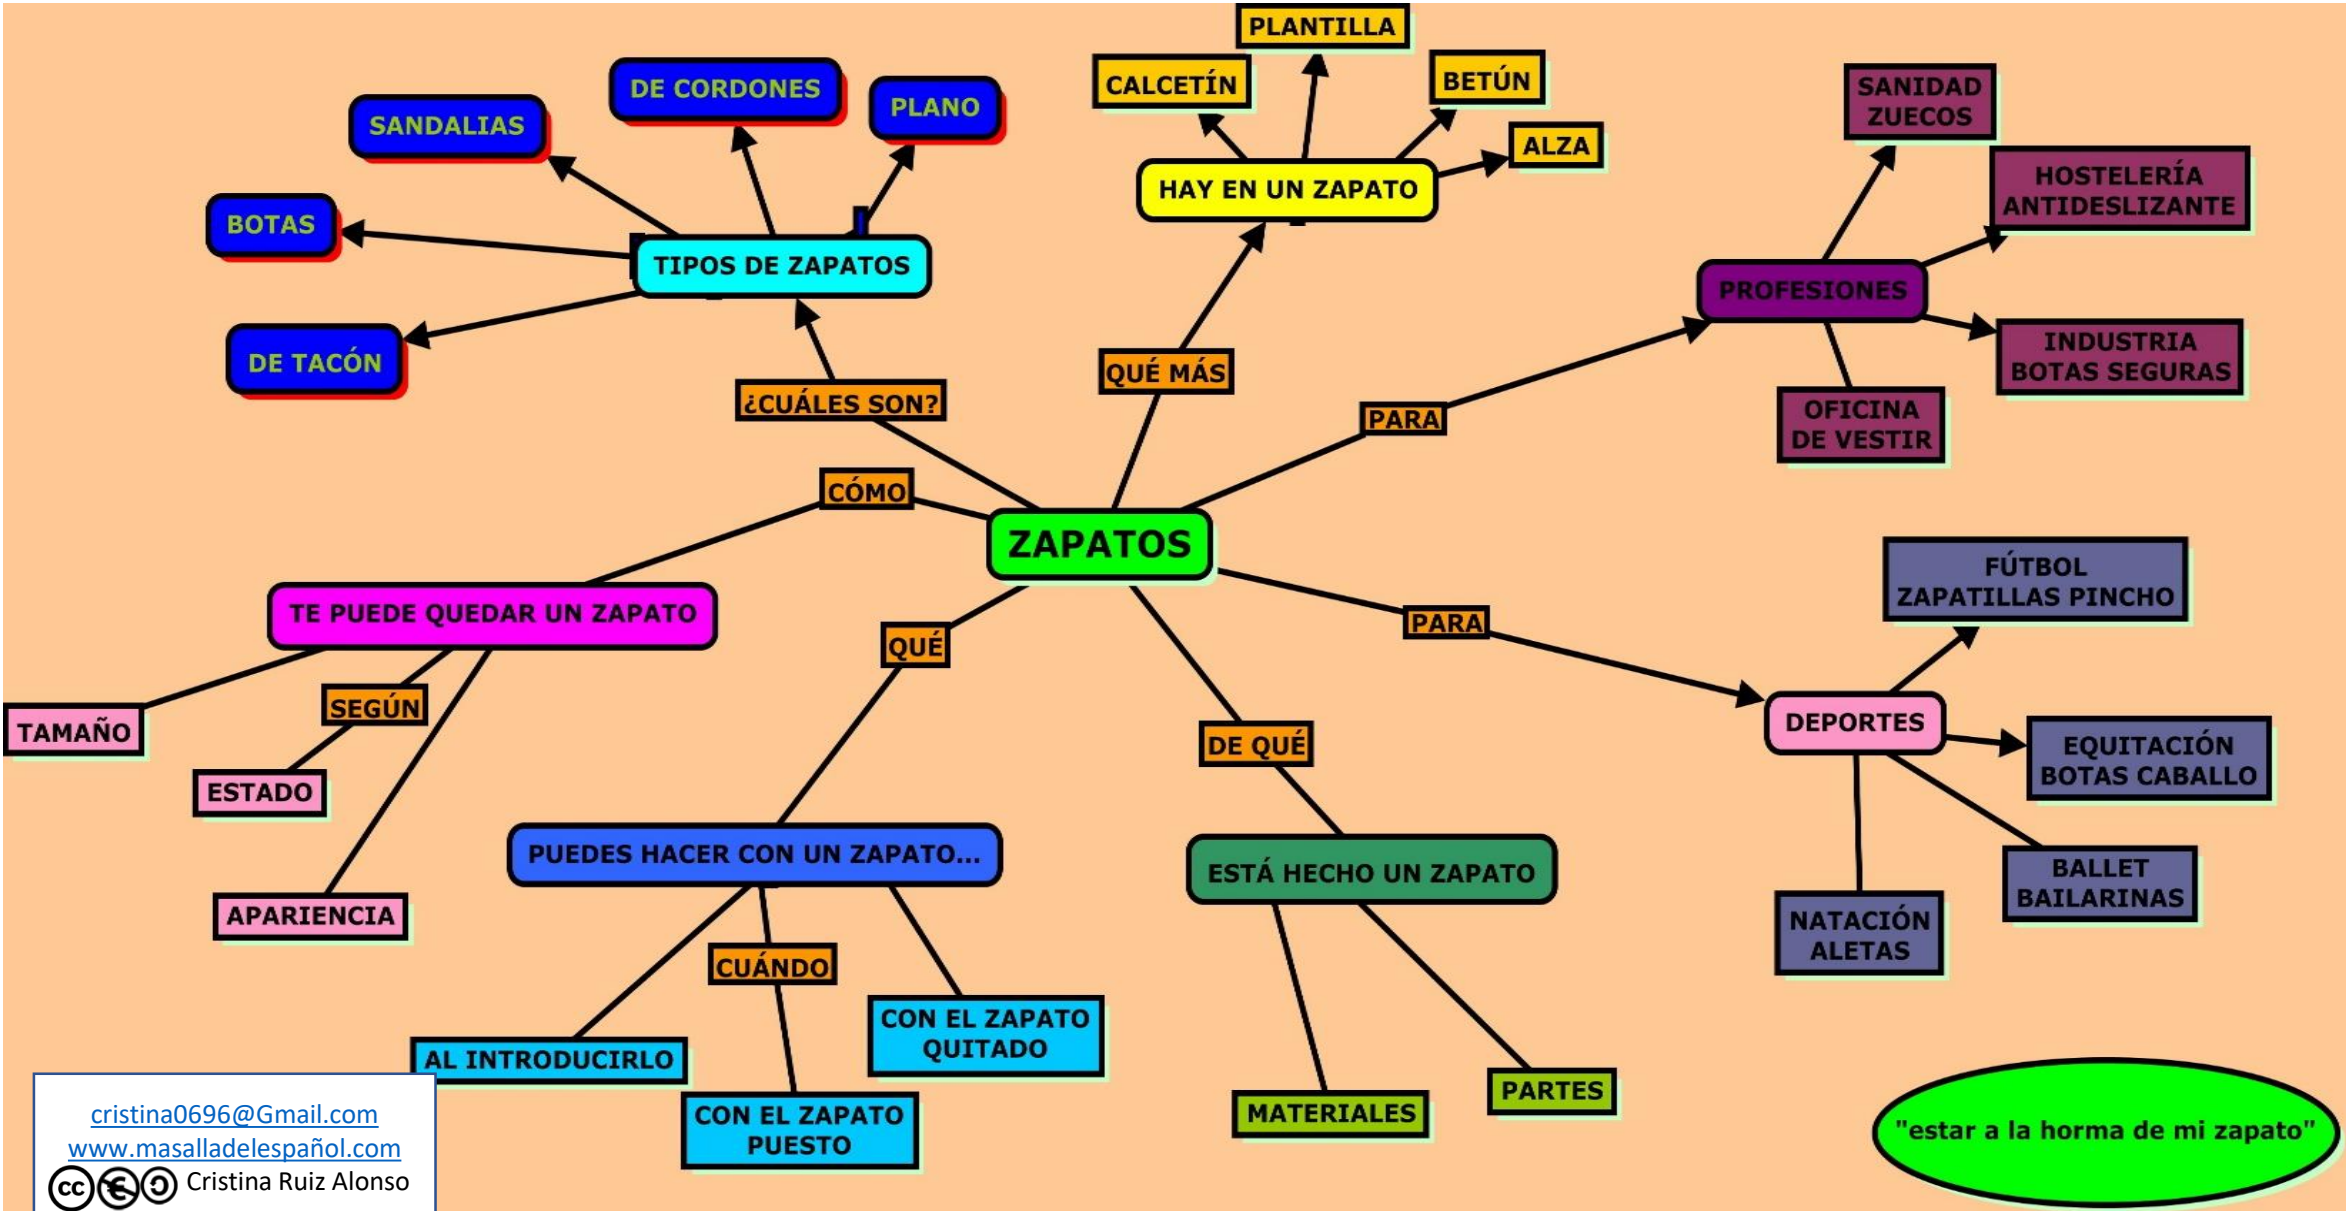 PLANTILLA
CALCETÍN
BETÚN
ALZA
HAY EN UN ZAPATO
QUÉ MÁS
DE CORDONES
PLANO
SANDALIAS
BOTAS
DE TACÓN
TIPOS DE ZAPATOS
¿CUÁLES SON?
SANIDAD
ZUECOS
HOSTELERÍA
ANTIDESLIZANTE
PROFESIONES
INDUSTRIA
BOTAS SEGURAS
OFICINA
DE VESTIR
PARA
CÓMO
ZAPATOS
TE PUEDE QUEDAR UN ZAPATO
SEGÚN
TAMAÑO
ESTADO
APARIENCIA
QUÉ
PUEDES HACER CON UN ZAPATO...
CUÁNDO
AL INTRODUCIRLO
CON EL ZAPATO
PUESTO
CON EL ZAPATO
QUITADO
DE QUÉ
ESTÁ HECHO UN ZAPATO
MATERIALES
PARTES
PARA
DEPORTES
FÚTBOL
ZAPATILLAS PINCHO
EQUITACIÓN
BOTAS CABALLO
BALLET
BAILARINAS
NATACIÓN
ALETAS
"estar a la horma de mi zapato"
cristina0696@Gmail.com
www.masalladelespañol.com
cc Cristina Ruiz Alonso